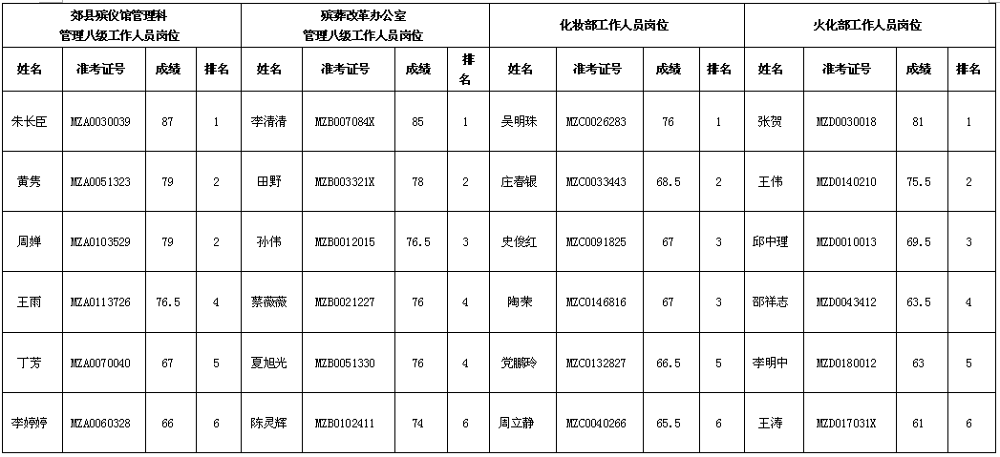 郊县殡仪馆管理科 殡葬改革办公室 化妆部工作人员岗位 火化部工作人员岗位
管理八级工作人员岗位 管理八级工作人员岗位
姓名 准考证号 成绩 排名 姓名 准考证号 成绩 排名 姓名 准考证号 成绩 排名 姓名 准考证号 成绩 排名
朱长臣 MZA0030039 87 1 李清清 MZB007084X 85 1 吴明珠 MZC0026283 76 1 张贺 MZD0030018 81 1
黄隽 MZA0051323 79 2 田野 MZB003321X 78 2 庄春银 MZC0033443 68.5 2 王伟 MZD0140210 75.5 2
周婵 MZA0103529 79 2 孙伟 MZB0012015 76.5 3 史俊红 MZC0091825 67 3 邱中瑾 MZD0010013 69.5 3
王雨 MZA0113726 76.5 4 蔡薇薇 MZB0021227 76 4 陶荣 MZC0146816 67 3 邵祥志 MZD0043412 63.5 4
丁芳 MZA0070040 67 5 夏旭光 MZB0051330 76 4 党鹏玲 MZC0132827 66.5 5 李明中 MZD0180012 63 5
李婷婷 MZA0060328 66 6 陈灵辉 MZB0102411 74 6 周立静 MZC0040266 65.5 6 王涛 MZD017031X 61 6